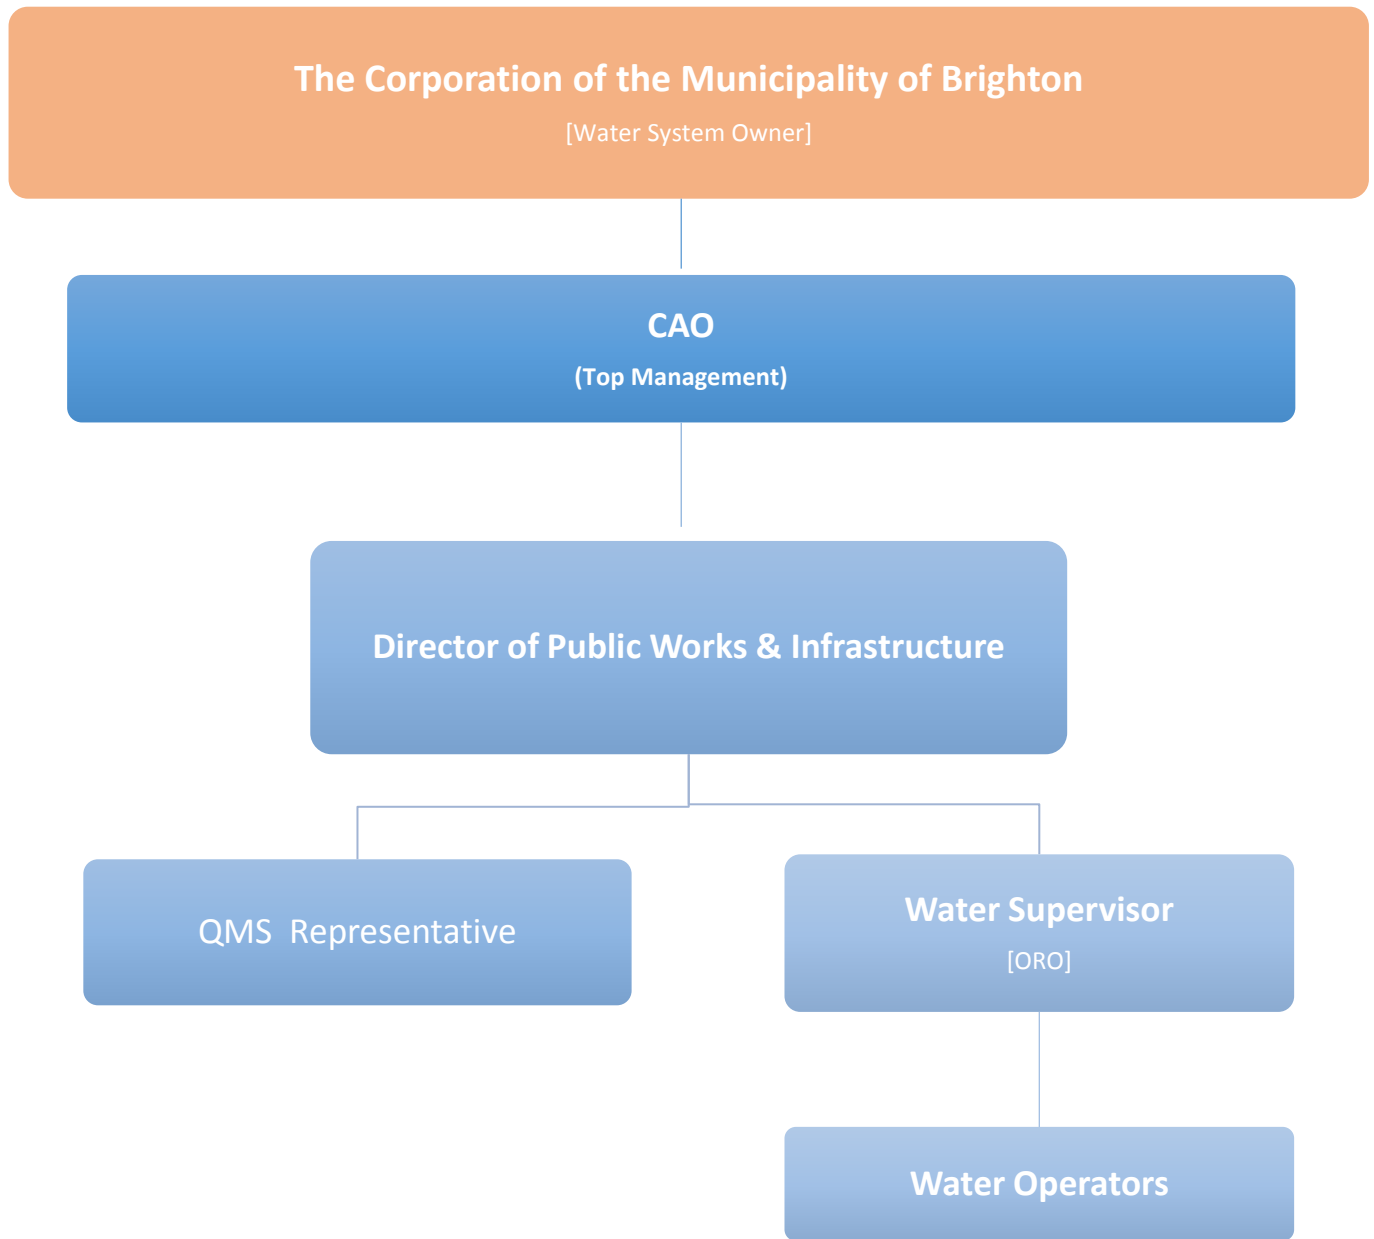 The Corporation of the Municipality of Brighton
[Water System Owner]
CAO
(Top Management)
Director of Public Works & Infrastructure
QMS  Representative
Water Supervisor
[ORO]
Water Operators